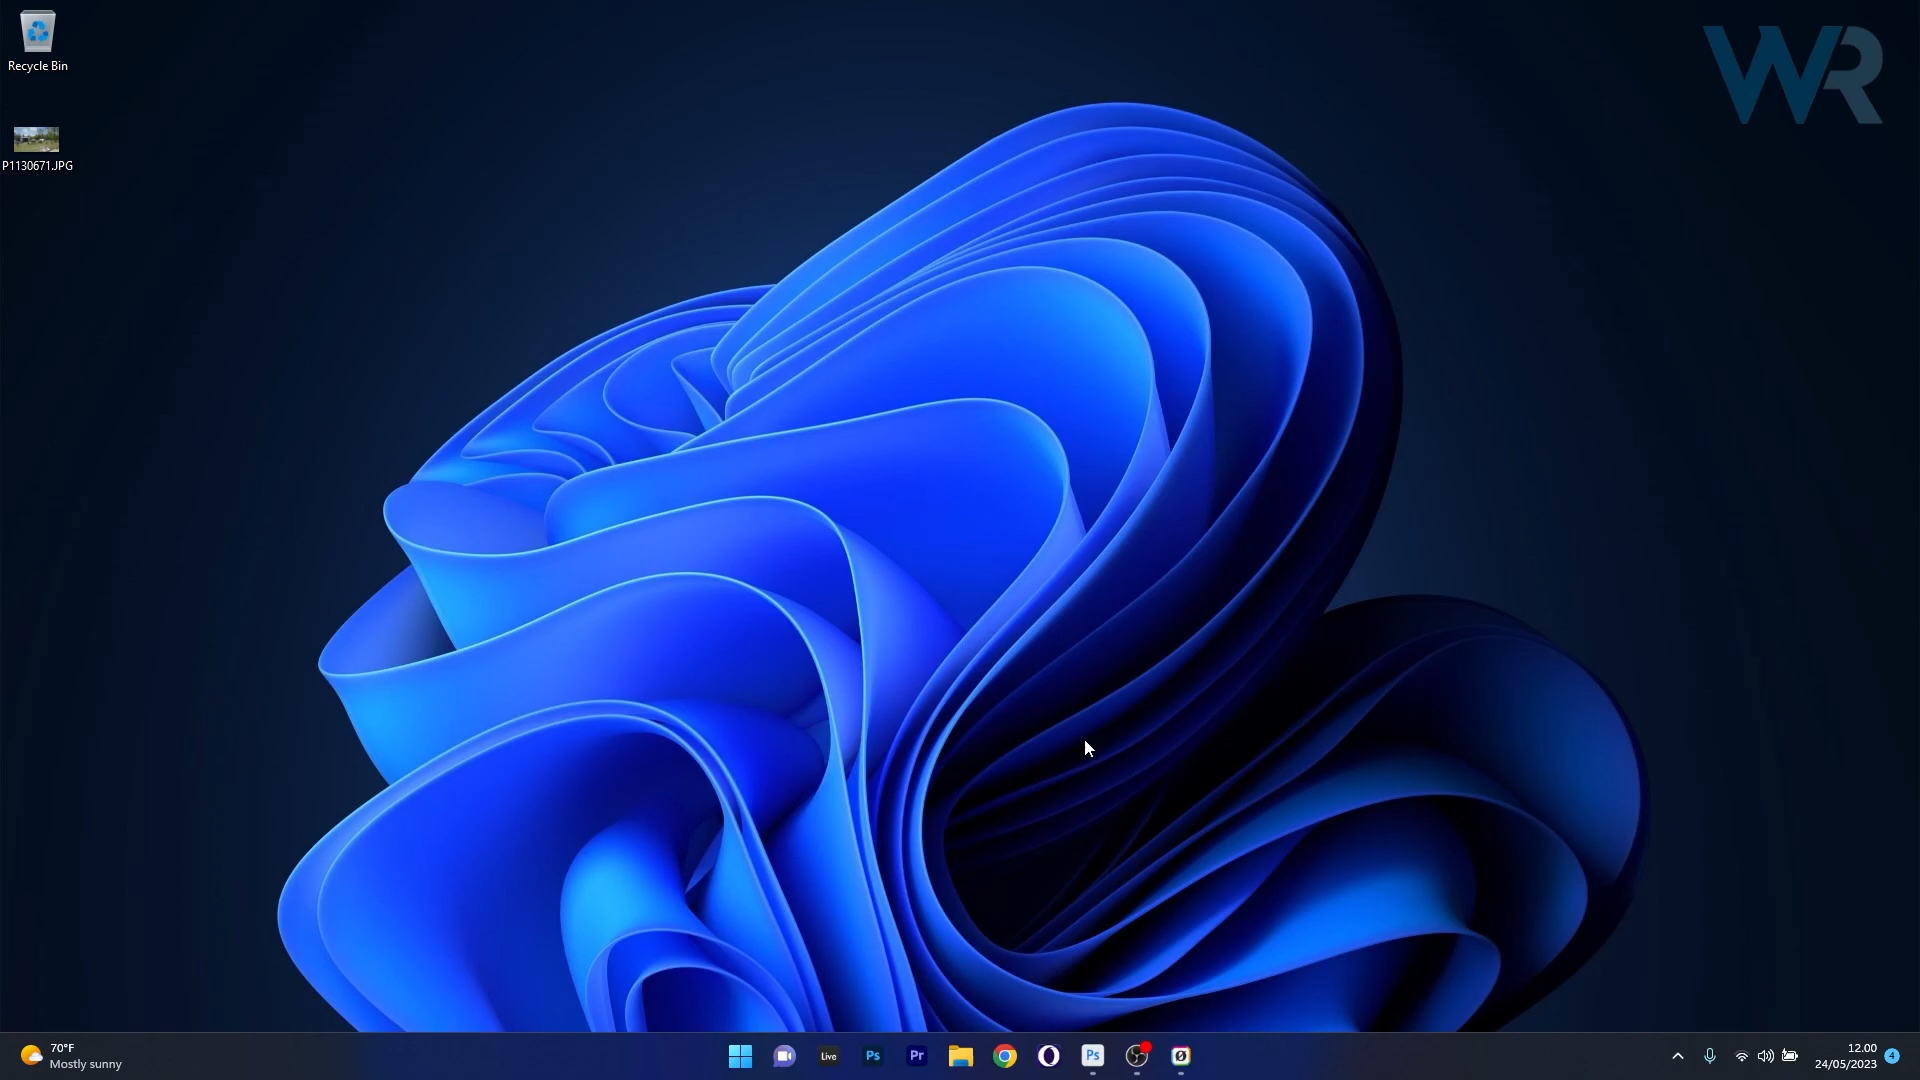 Recycle Bin
WR
P1130671.JPG
70°F
Mostly sunny
Live
Ps
Pr
Ps
12.00
24/05/2023
4